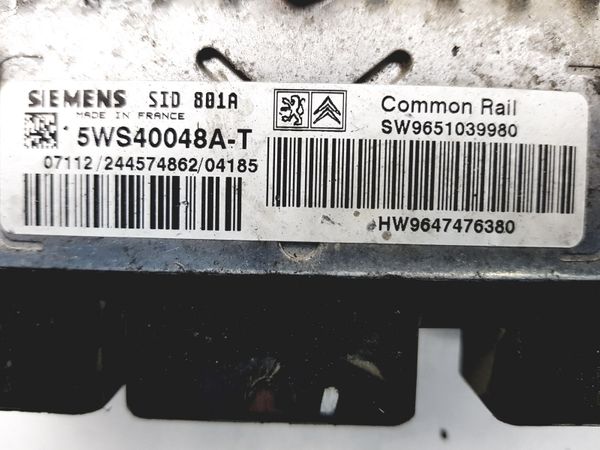 SIEMENS SID 801A
MADE IN FRANCE
5WS40048A-T
07112/244574862/04185
Common Rail
SW9651039980
HW9647476380